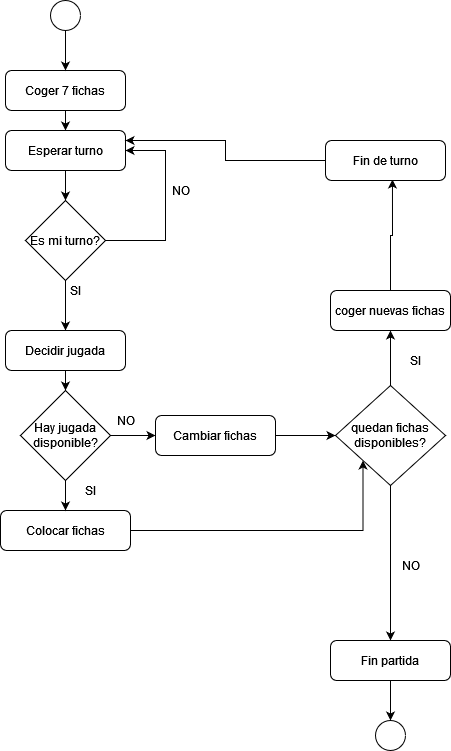 Coger 7 fichas
Esperar turno
Fin de turno
NO
Es mi turno?
SI
coger nuevas fichas
Decidir jugada
SI
Hay jugada
disponible?
NO
Cambiar fichas
quedan fichas
disponibles?
SI
Colocar fichas
NO
Fin partida